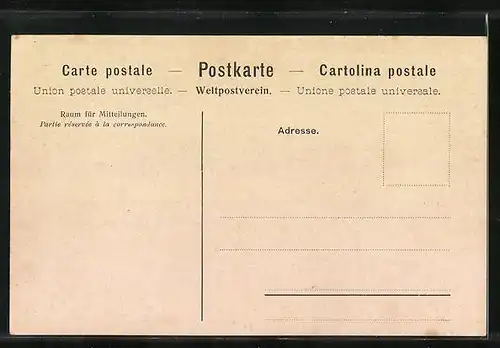 Carte postale — Postkarte — Cartolina postale
Union postale universelle. — Weltpostverein. — Unione postale universale.
Raum für Mitteilungen.
Partie réservée à la correspondance.
Adresse.